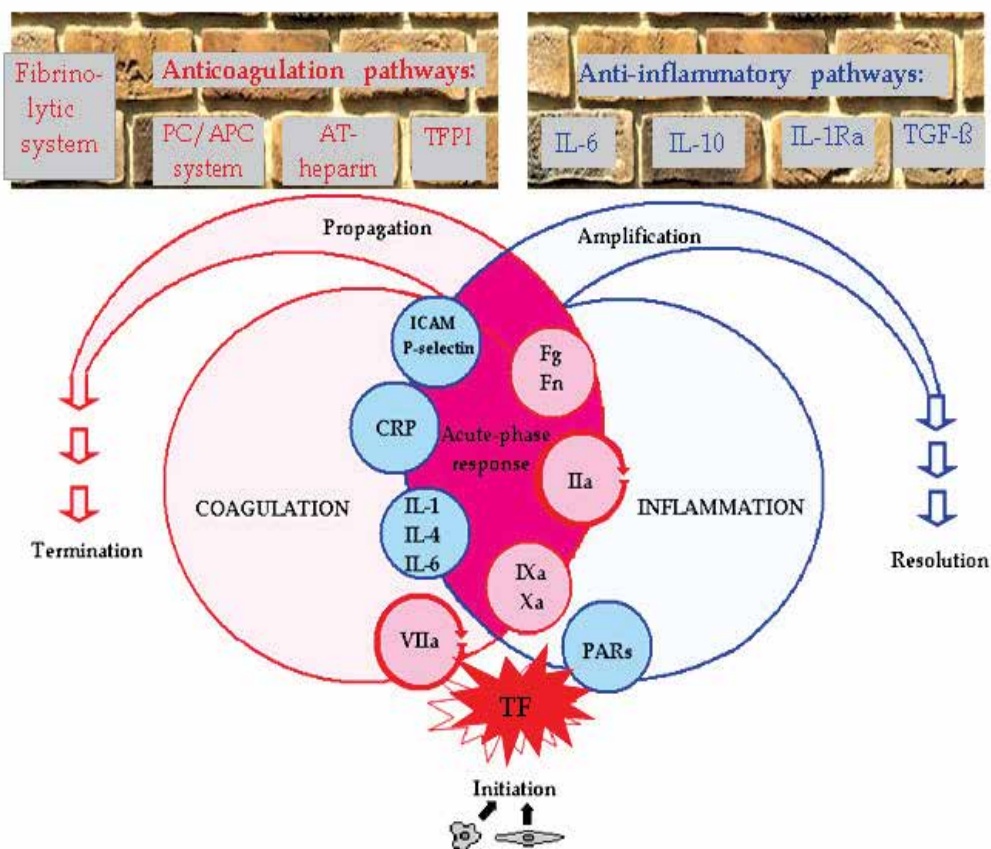 Fibrino-
lytic
system
Anticoagulation pathways:
PC/APC
system
AT-
heparin
TFPI
Anti-inflammatory pathways:
IL-6
IL-10
IL-1Ra
TGF-ß
Propagation
Amplification
ICAM
P-selectin
Fg
Fn
CRP
Acute-phase
response
IIa
COAGULATION
INFLAMMATION
IL-1
IL-4
IL-6
IXa
Xa
Termination
Resolution
VIIa
PARs
TF
Initiation